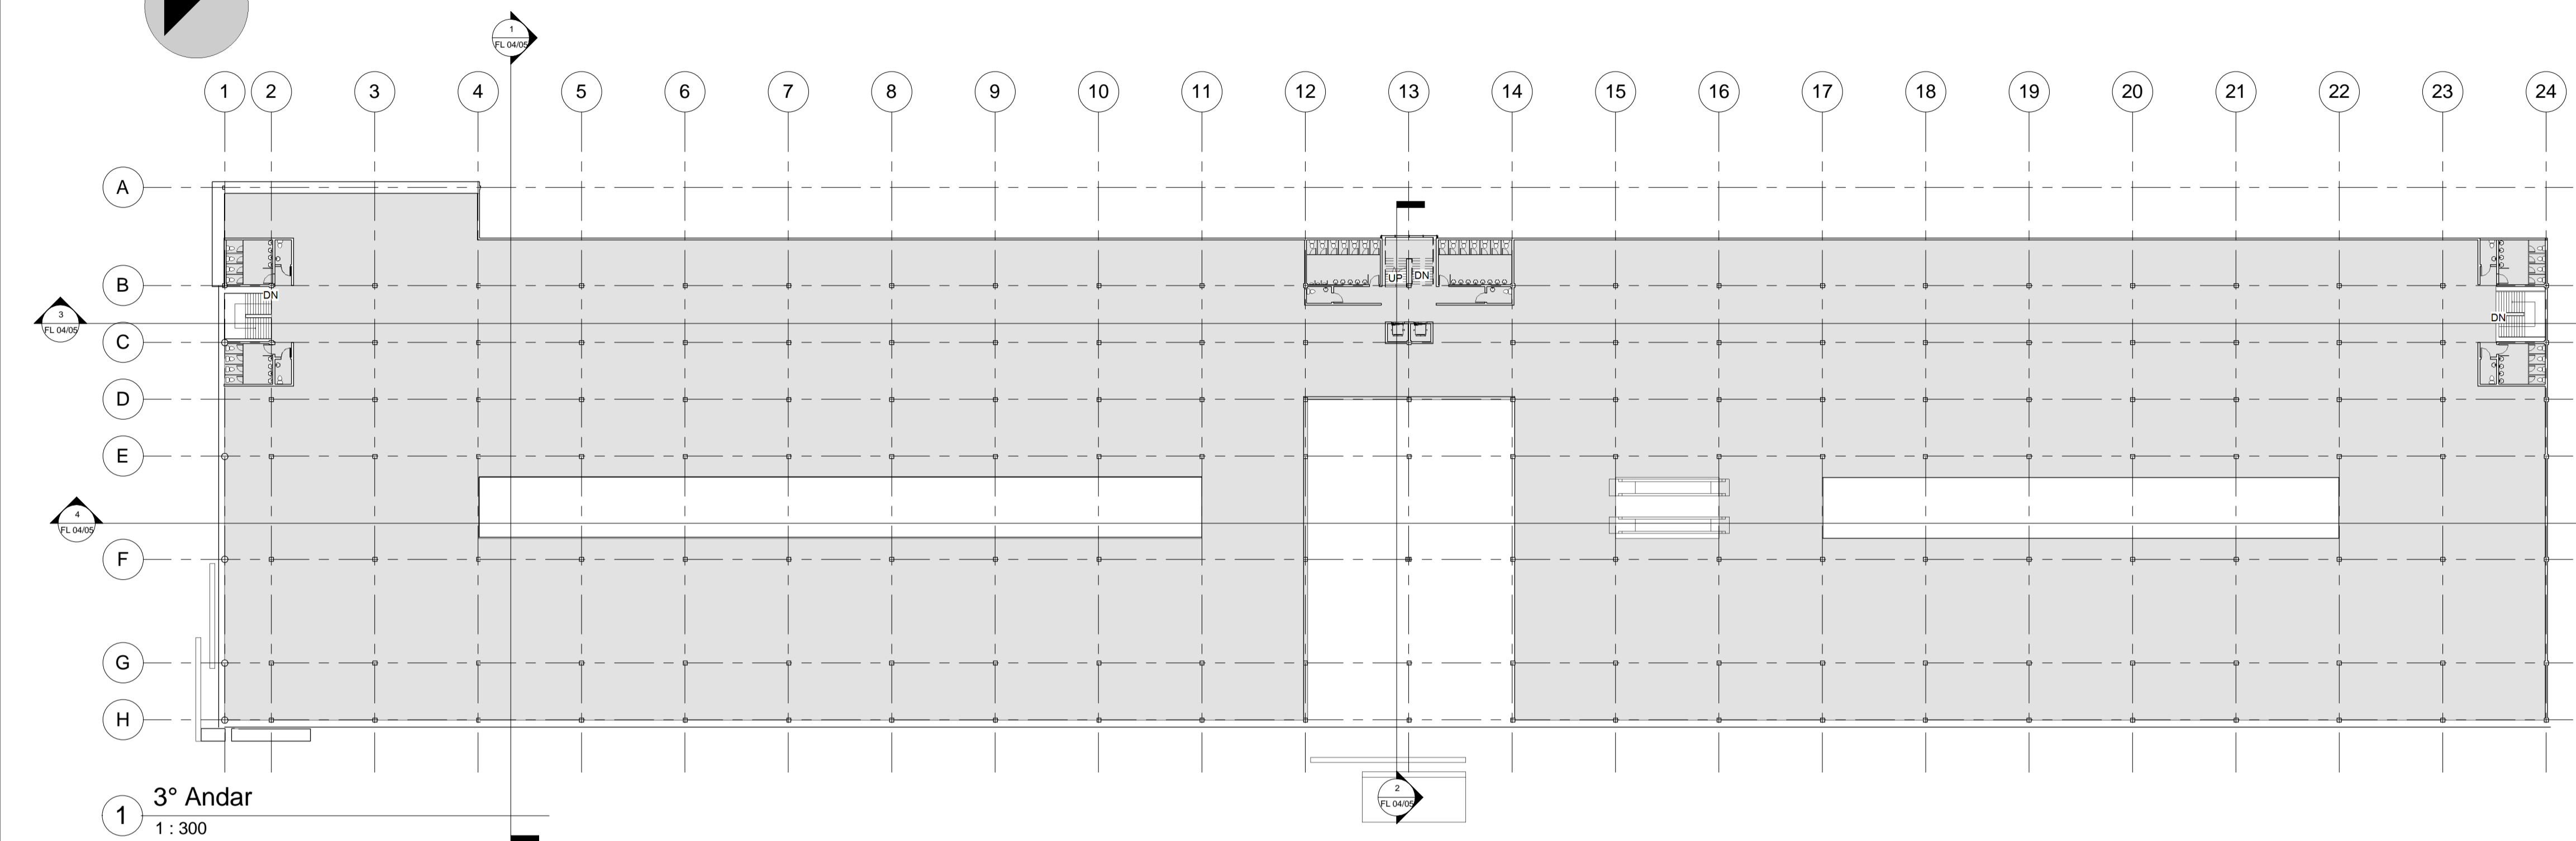 1
FL 04/05
1 2 3 4 5 6 7 8 9 10 11 12 13 14 15 16 17 18 19 20 21 22 23 24
A
B
UP DN
DN
3
FL 04/05
DN
C
D
E
4
FL 04/05
F
G
H
2
FL 04/05
1
3° Andar
1 : 300